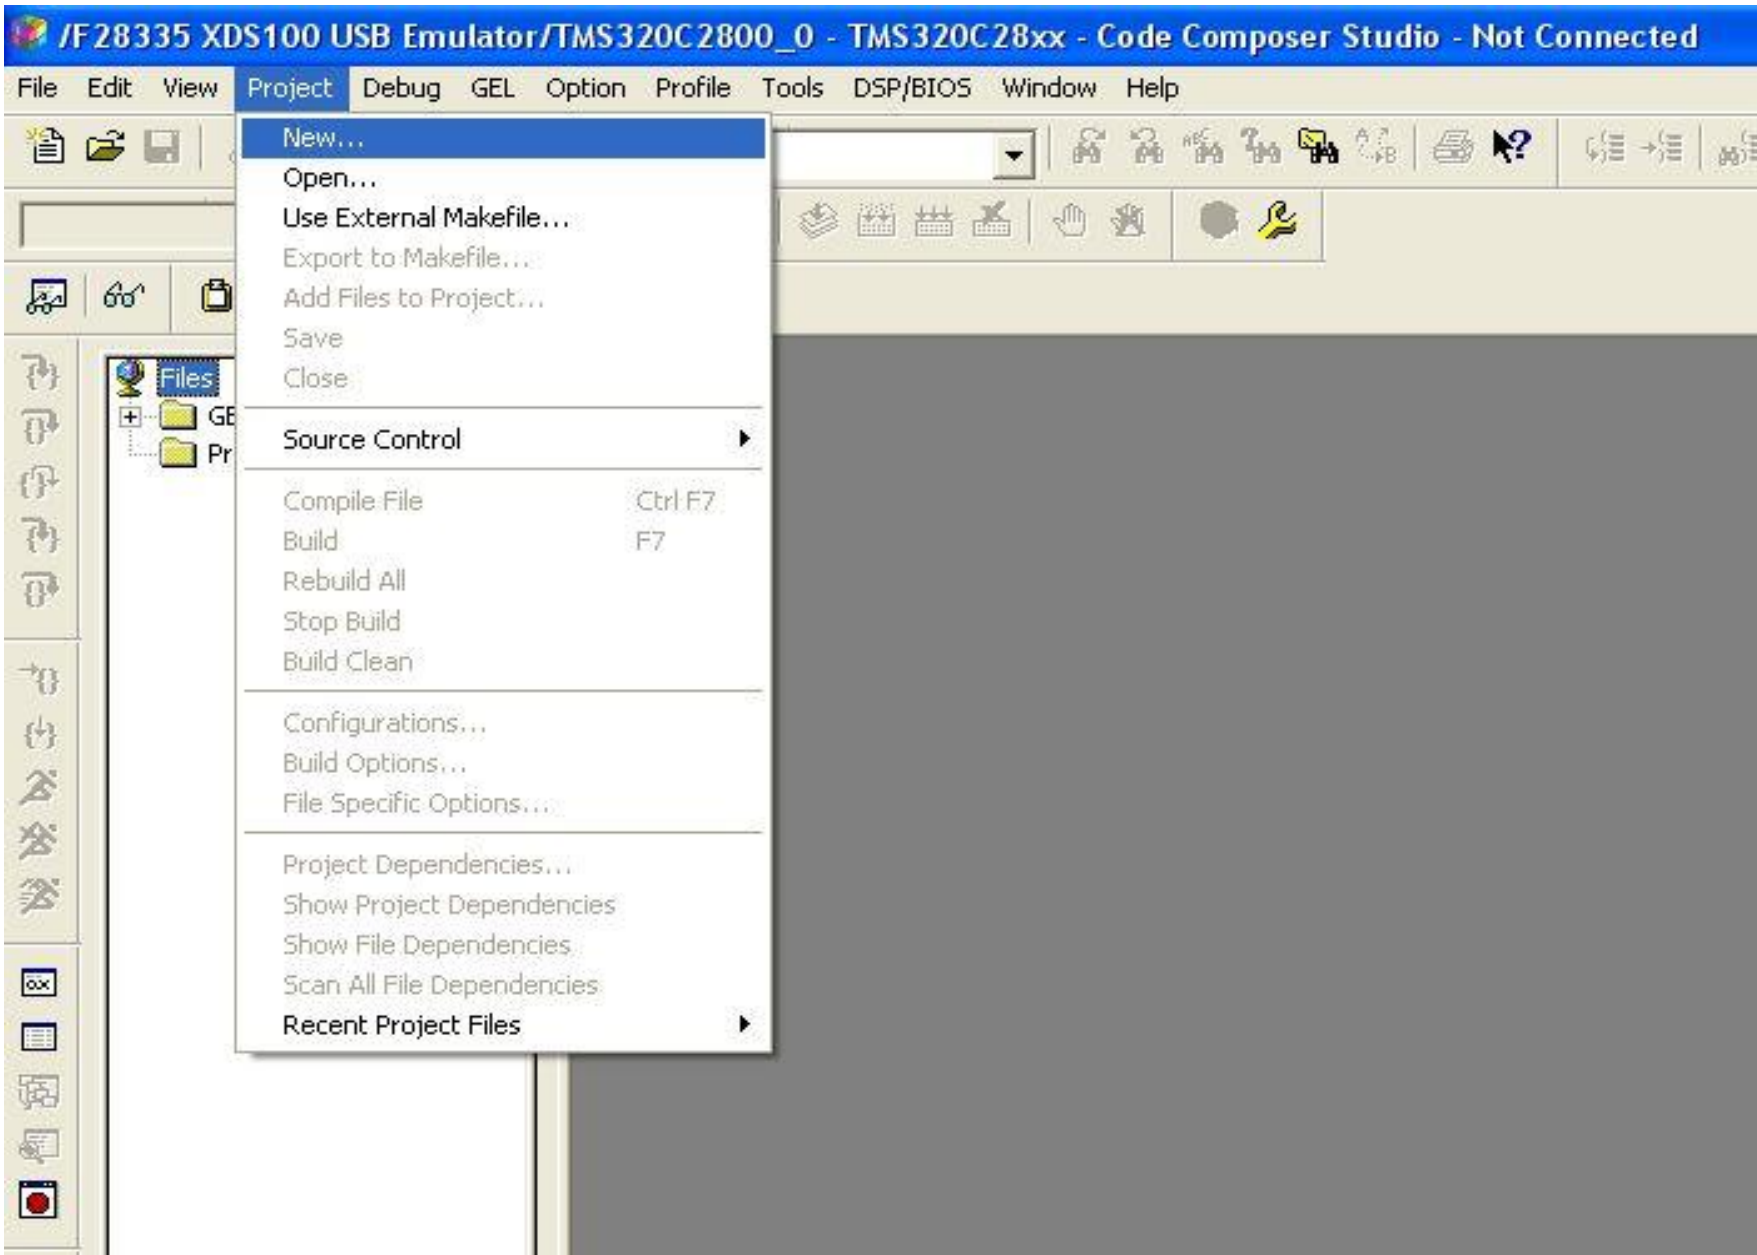 /F28335 XDS100 USB Emulator/TMS320C2800_0 - TMS320C28xx - Code Composer Studio - Not Connected
File Edit View Project Debug GEL Option Profile Tools DSP/BIOS Window Help
New...
Open...
Use External Makefile...
Export to Makefile...
Add Files to Project...
Save
Close
Files
GE
Pr
Source Control
Compile File Ctrl F7
Build F7
Rebuild All
Stop Build
Build Clean
Configurations...
Build Options...
File Specific Options...
Project Dependencies...
Show Project Dependencies
Show File Dependencies
Scan All File Dependencies
Recent Project Files